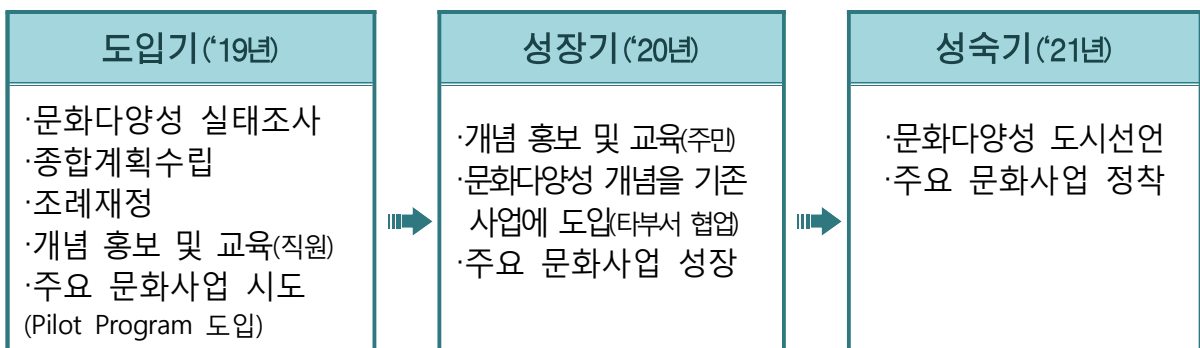 도입기(‘19년)
·문화다양성 실태조사
·종합계획수립
·조례재정
·개념 홍보 및 교육(직원)
·주요 문화사업 시도
(Pilot Program 도입)
성장기(‘20년)
·개념 홍보 및 교육(주민)
·문화다양성 개념을 기존
사업에 도입(타부서 협업)
·주요 문화사업 성장
성숙기(‘21년)
·문화다양성 도시선언
·주요 문화사업 정착